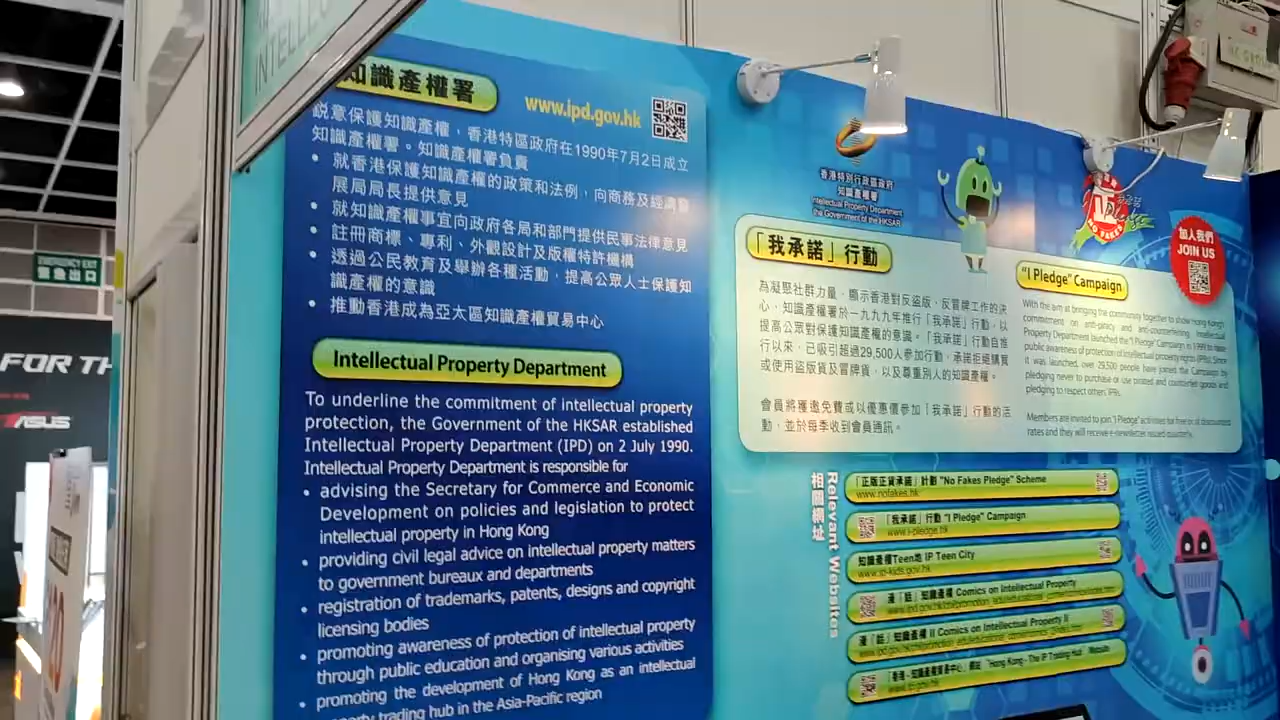 INTELLE
知識產權署
www.ipd.gov.hk
銳意保護知識產權，香港特區政府在1990年7月2日成立
知識產權署。知識產權署負責
• 就香港保護知識產權的政策和法例，向商務及經濟發
展局局長提供意見
• 就知識產權事宜向政府各局和部門提供民事法律意見
• 註冊商標、專利、外觀設計及版權特許機構
• 透過公民教育及舉辦各種活動，提高公眾人士保護知
識產權的意識
• 推動香港成為亞太區知識產權貿易中心
Intellectual Property Department
To underline the commitment of intellectual property
protection, the Government of the HKSAR established
Intellectual Property Department (IPD) on 2 July 1990.
Intellectual Property Department is responsible for
• advising the Secretary for Commerce and Economic
Development on policies and legislation to protect
intellectual property in Hong Kong
• providing civil legal advice on intellectual property matters
to government bureaux and departments
• registration of trademarks, patents, designs and copyright
licensing bodies
• promoting awareness of protection of intellectual property
through public education and organising various activities
• promoting the development of Hong Kong as an intellectual
property trading hub in the Asia-Pacific region
香港特別行政區政府
知識產權署
Intellectual Property Department
the Government of the HKSAR
NO FAKES
加入我們
JOIN US
「我承諾」行動
為凝聚社群力量，顯示香港對反盜版、反冒牌工作的決
心，知識產權署於一九九九年推行「我承諾」行動，以
提高公眾對保護知識產權的意識。「我承諾」行動自推
行以來，已吸引超過29,500人參加行動，承諾拒絕購買
或使用盜版貨及冒牌貨，以及尊重別人的知識產權。
會員將獲邀免費或以優惠價參加「我承諾」行動的活
動，並於每季收到會員通訊。
"I Pledge" Campaign
With the aim at bringing the community together to show Hong Kong's
commitment on anti-piracy and anti-counterfeiting, Intellectual
Property Department launched the "I Pledge" Campaign in 1999 to raise
public awareness of protection of intellectual property rights (IPRs). Since
it was launched, over 29,500 people have joined the Campaign by
pledging never to purchase or use pirated and counterfeit goods and
pledging to respect others' IPRs.
Members are invited to join "I Pledge" activities for free or at discounted
rates and they will receive e-newsletter issued quarterly.
相關網址
Relevant Websites
「正版正貨承諾」計劃 "No Fakes Pledge" Scheme
www.nofakes.hk
「我承諾」行動 "I Pledge" Campaign
www.i-pledge.hk
知識產權Teen地 IP Teen City
www.ip-kids.gov.hk
漫「話」知識產權 Comics on Intellectual Property
漫「話」知識產權 II Comics on Intellectual Property II
「香港‧知識產權貿易中心」網站 "Hong Kong - The IP Trading Hub" Website
EMERGENCY EXIT
緊急出口
FOR TH
ASUS